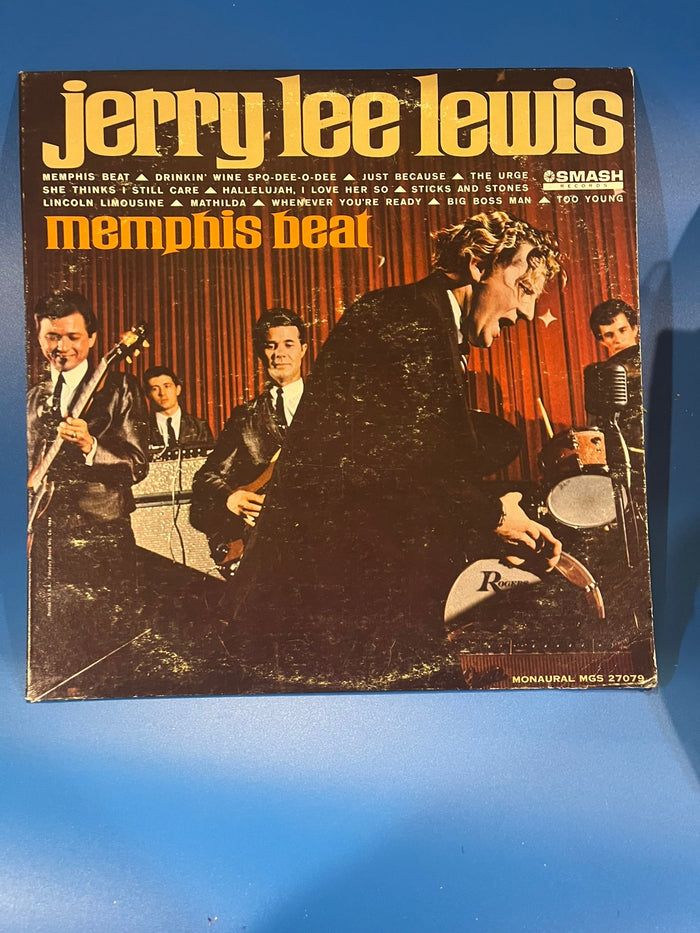 jerry lee lewis
MEMPHIS BEAT ▲ DRINKIN' WINE SPO-DEE-O-DEE ▲ JUST BECAUSE ▲ THE URGE
SHE THINKS I STILL CARE ▲ HALLELUJAH, I LOVE HER SO ▲ STICKS AND STONES
LINCOLN LIMOUSINE ▲ MATHILDA ▲ WHENEVER YOU'RE READY ▲ BIG BOSS MAN ▲ TOO YOUNG
SMASH
RECORDS
memphis beat
ROGERS
MONAURAL MGS 27079